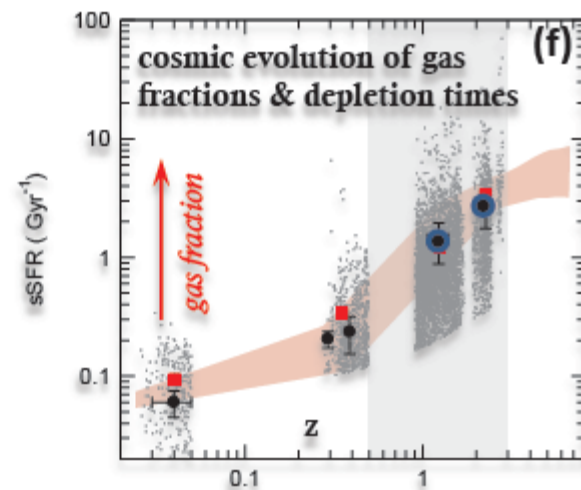 (f)
cosmic evolution of gas
fractions & depletion times
100
10
1
0.1
sSFR ( Gyr⁻¹)
gas fraction
z
0.1
1